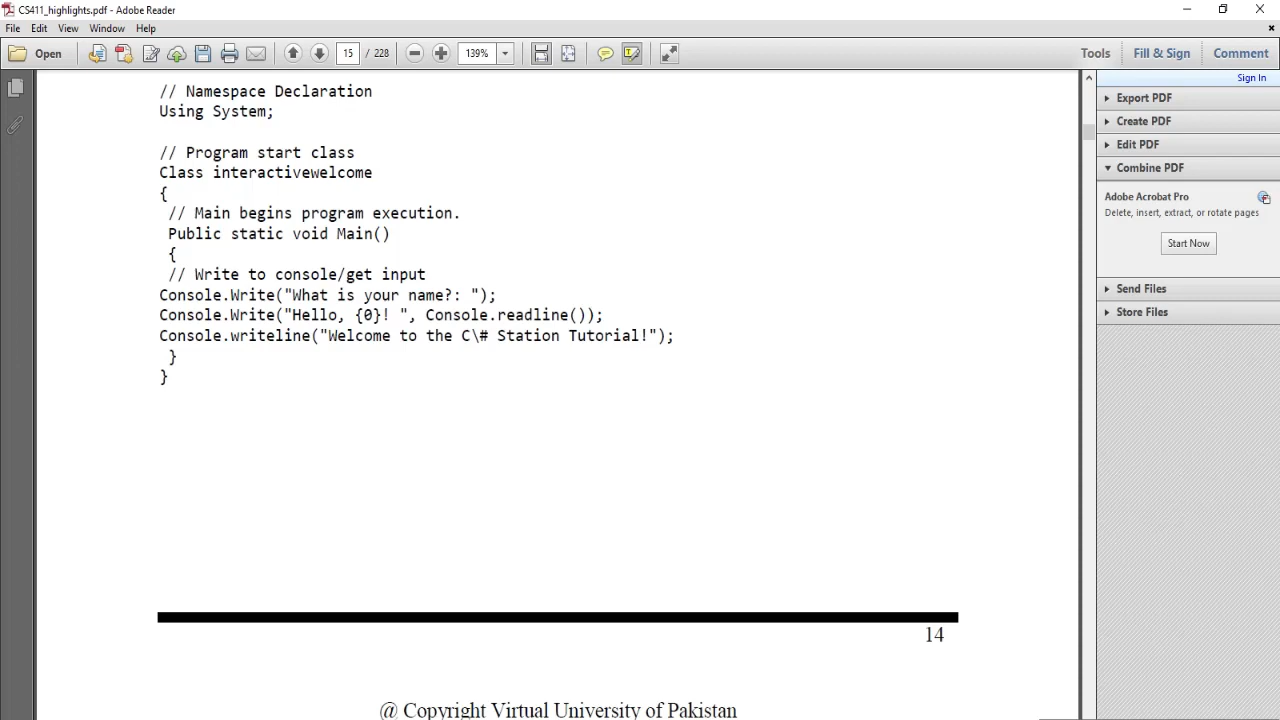 CS411_highlights.pdf - Adobe Reader
File Edit View Window Help
Open 15 / 228 139% Tools Fill & Sign Comment
Sign In
Export PDF
Create PDF
Edit PDF
Combine PDF
Adobe Acrobat Pro
Delete, insert, extract, or rotate pages
Start Now
Send Files
Store Files
// Namespace Declaration
Using System;
// Program start class
Class interactivewelcome
{
// Main begins program execution.
Public static void Main()
{
// Write to console/get input
Console.Write("What is your name?: ");
Console.Write("Hello, {0}! ", Console.readline());
Console.writeline("Welcome to the C\# Station Tutorial!");
}
}
14
@ Copyright Virtual University of Pakistan